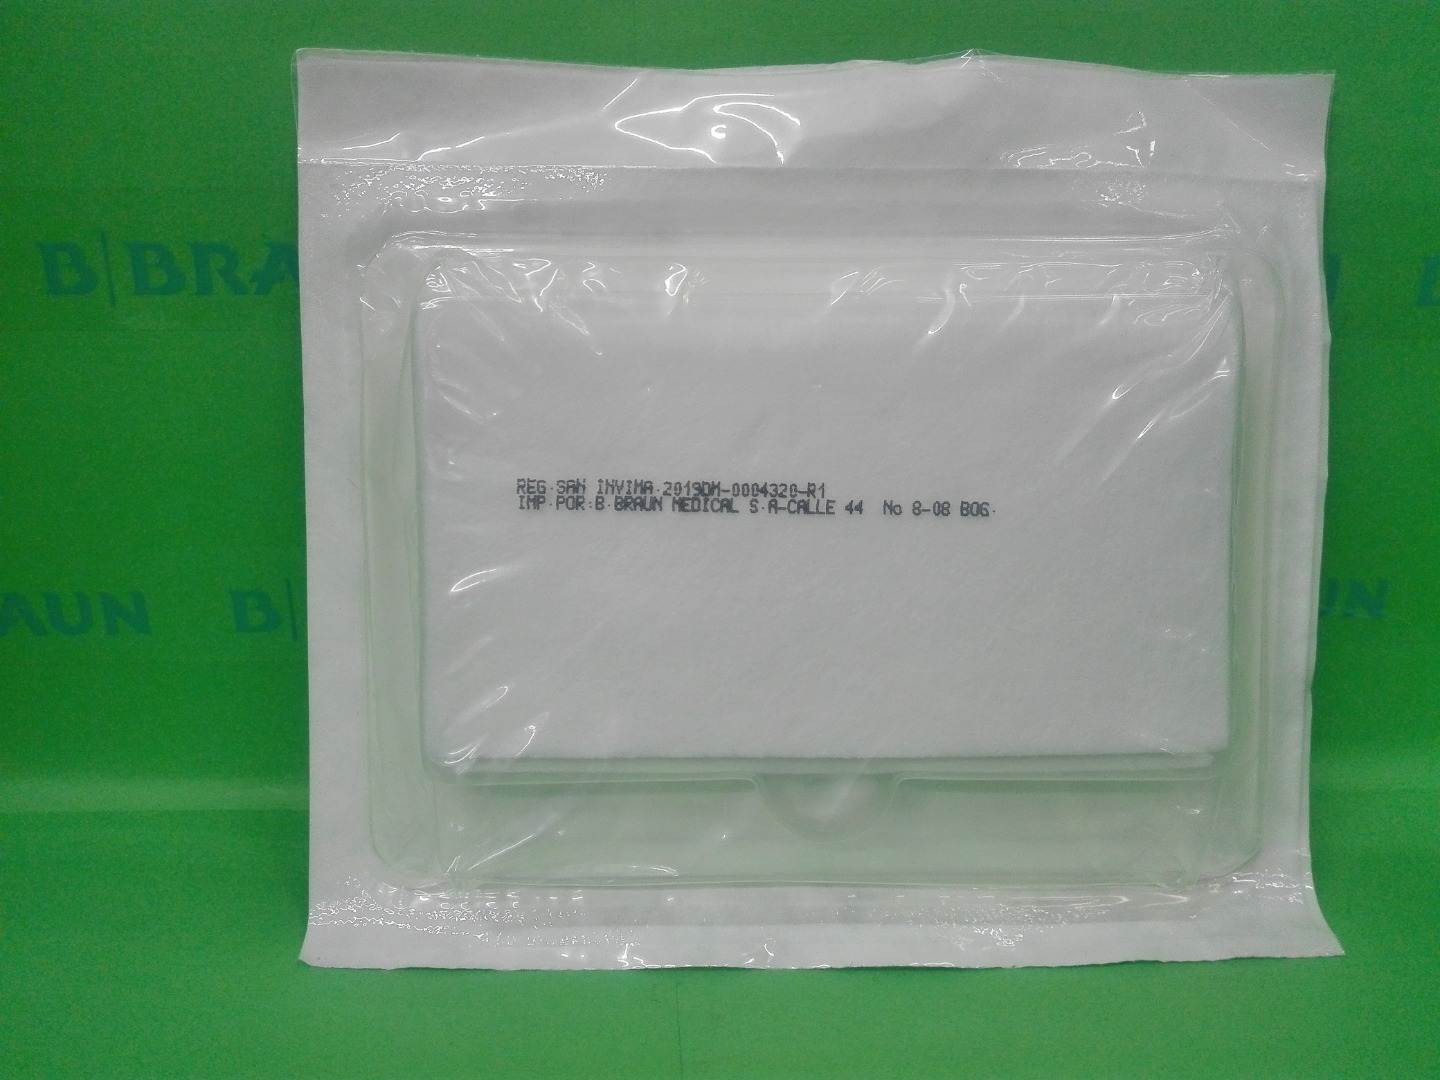 B|BRA
REG.SAN INVIMA.2019DM-0004320-R1
IMP.POR:B.BRAUN MEDICAL S.A-CALLE 44 No 8-08 BOG.
AUN B|
UN